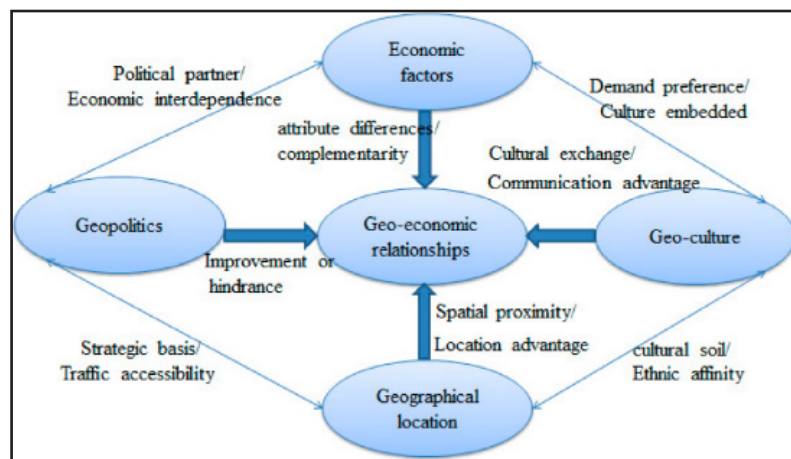 Economic
factors
Political partner/
Economic interdependence
Demand preference/
Culture embedded
attribute differences/
complementarity
Cultural exchange/
Communication advantage
Geopolitics
Geo-economic
relationships
Geo-culture
Improvement or
hindrance
Spatial proximity/
Location advantage
Strategic basis/
Traffic accessibility
cultural soil/
Ethnic affinity
Geographical
location